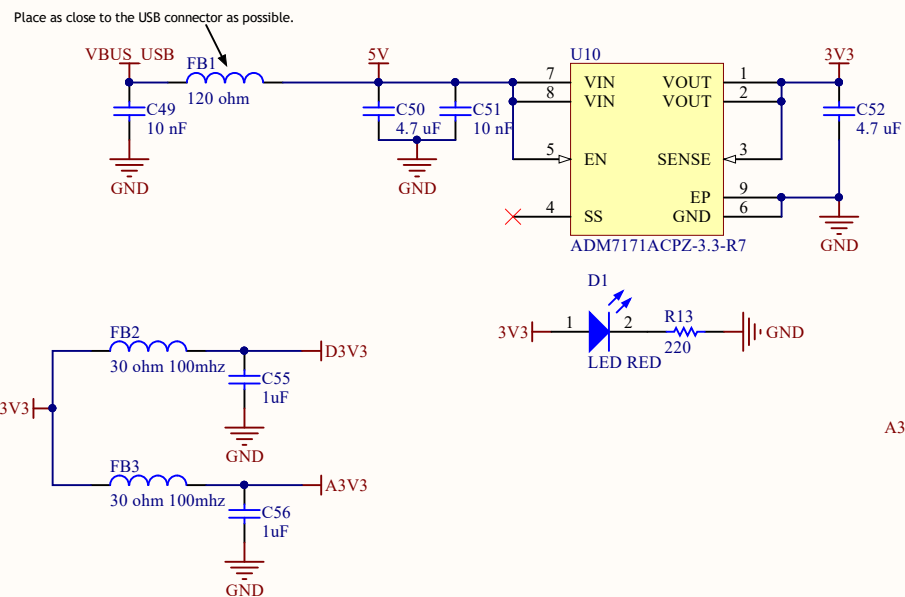 Place as close to the USB connector as possible.
VBUS_USB
FB1
120 ohm
C49
10 nF
GND
5V
C50
4.7 uF
C51
10 nF
GND
U10
7 VIN VOUT 1
8 VIN VOUT 2
5 EN SENSE 3
EP 9
4 SS GND 6
ADM7171ACPZ-3.3-R7
3V3
C52
4.7 uF
GND
D1
3V3 1 2 R13 GND
LED RED 220
FB2
30 ohm 100mhz
D3V3
C55
1uF
GND
3V3
FB3
30 ohm 100mhz
A3V3
C56
1uF
GND
A3